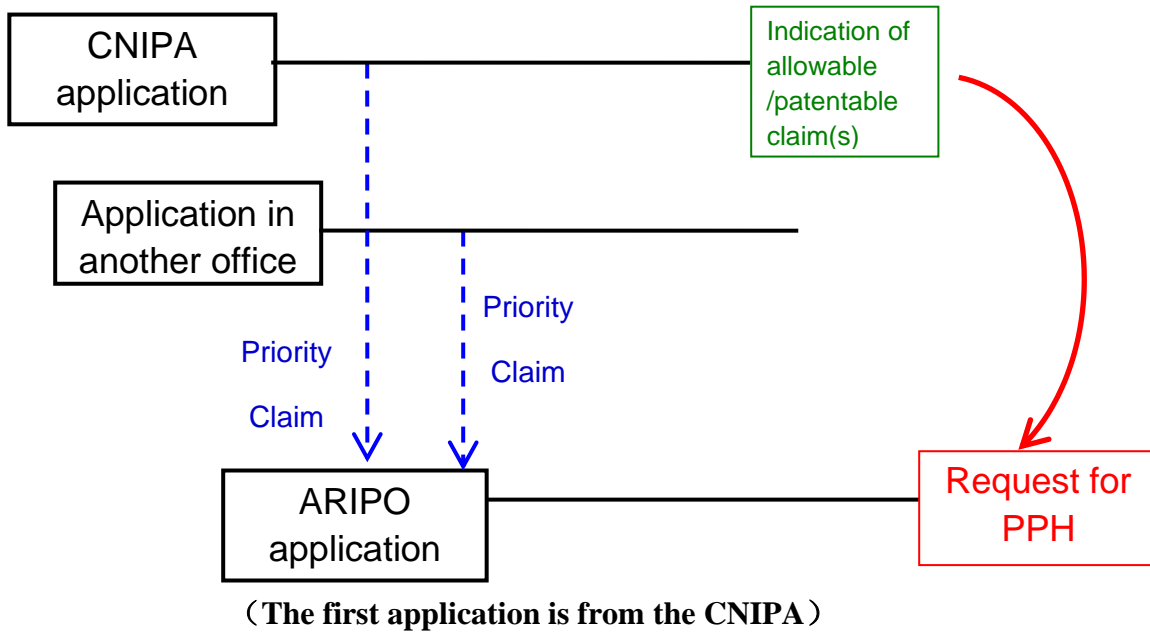 CNIPA
application
Indication of
allowable
/patentable
claim(s)
Application in
another office
Priority
Claim
Priority
Claim
ARIPO
application
Request for
PPH
（The first application is from the CNIPA）